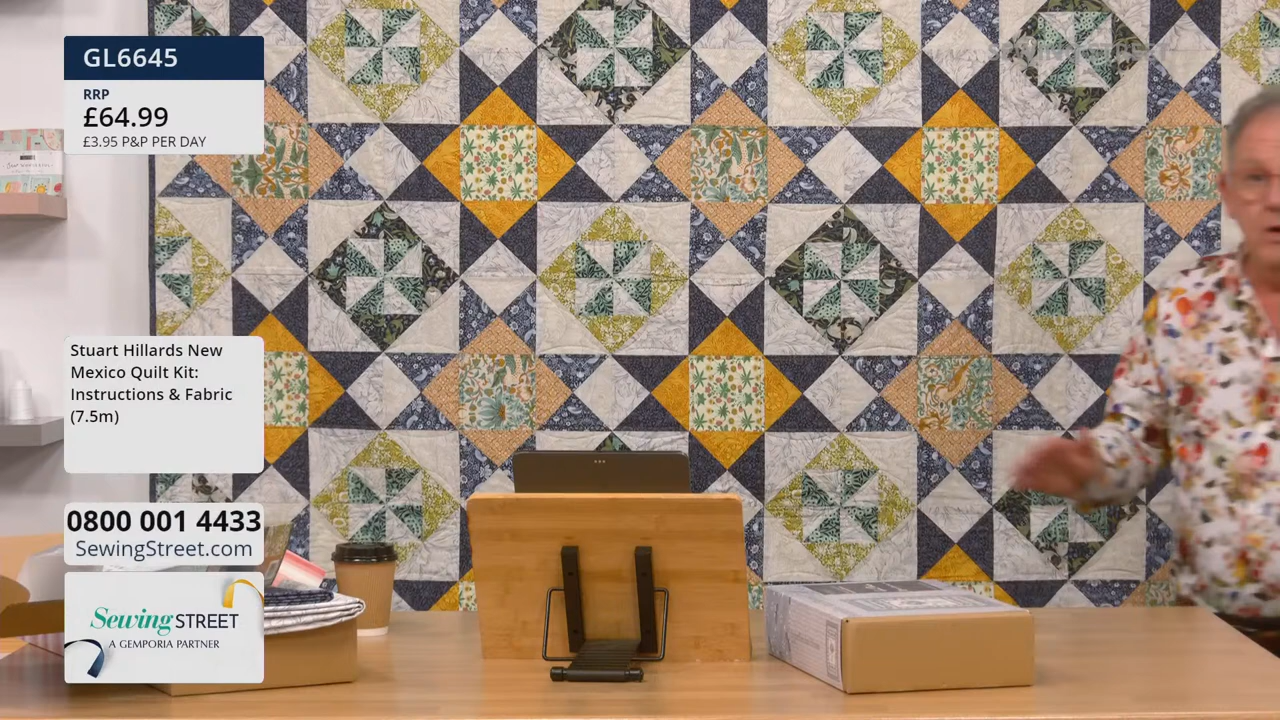 GL6645
RRP
£64.99
£3.95 P&P PER DAY
Stuart Hillards New
Mexico Quilt Kit:
Instructions & Fabric
(7.5m)
0800 001 4433
SewingStreet.com
Sewing STREET
A GEMPORIA PARTNER